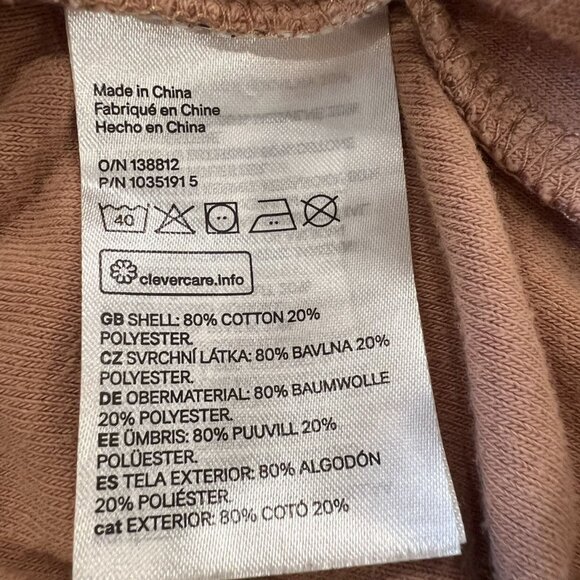 Made in China
Fabriqué en Chine
Hecho en China
O/N 138812
P/N 1035191 5
40
clevercare.info
GB SHELL: 80% COTTON 20%
POLYESTER.
CZ SVRCHNÍ LÁTKA: 80% BAVLNA 20%
POLYESTER.
DE OBERMATERIAL: 80% BAUMWOLLE
20% POLYESTER.
EE ÜMBRIS: 80% PUUVILL 20%
POLÜESTER.
ES TELA EXTERIOR: 80% ALGODÓN
20% POLIÉSTER.
cat EXTERIOR: 80% COTÓ 20%